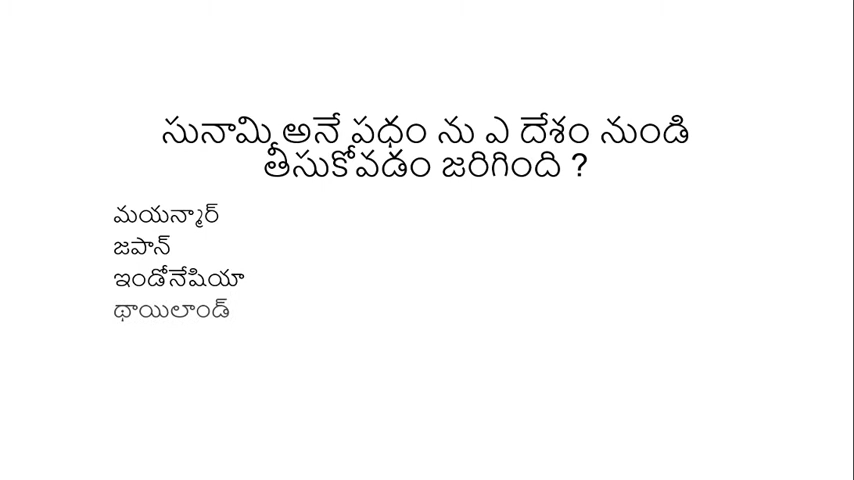 సునామి అనే పధం ను ఎ దేశం నుండి
తీసుకోవడం జరిగింది ?
మయన్మార్
జపాన్
ఇండోనేషియా
థాయిలాండ్